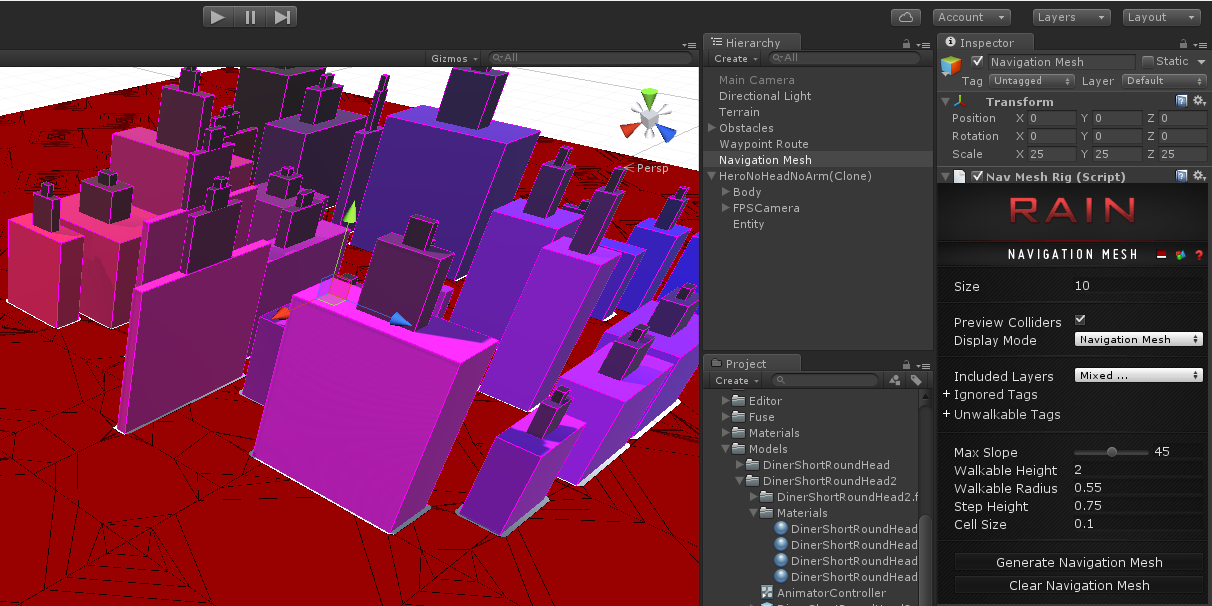 Account
Layers
Layout
Gizmos
All
Persp
Hierarchy
Create
All
Main Camera
Directional Light
Terrain
Obstacles
Waypoint Route
Navigation Mesh
HeroNoHeadNoArm(Clone)
Body
FPSCamera
Entity
Project
Create
Editor
Fuse
Materials
Models
DinerShortRoundHead
DinerShortRoundHead2
DinerShortRoundHead2.f
Materials
DinerShortRoundHead
DinerShortRoundHead
DinerShortRoundHead
DinerShortRoundHead
AnimatorController
Inspector
Navigation Mesh Static
Tag Untagged Layer Default
Transform
Position X 0 Y 0 Z 0
Rotation X 0 Y 0 Z 0
Scale X 25 Y 25 Z 25
Nav Mesh Rig (Script)
RAIN
NAVIGATION MESH ?
Size 10
Preview Colliders
Display Mode Navigation Mesh
Included Layers Mixed ...
+ Ignored Tags
+ Unwalkable Tags
Max Slope 45
Walkable Height 2
Walkable Radius 0.55
Step Height 0.75
Cell Size 0.1
Generate Navigation Mesh
Clear Navigation Mesh